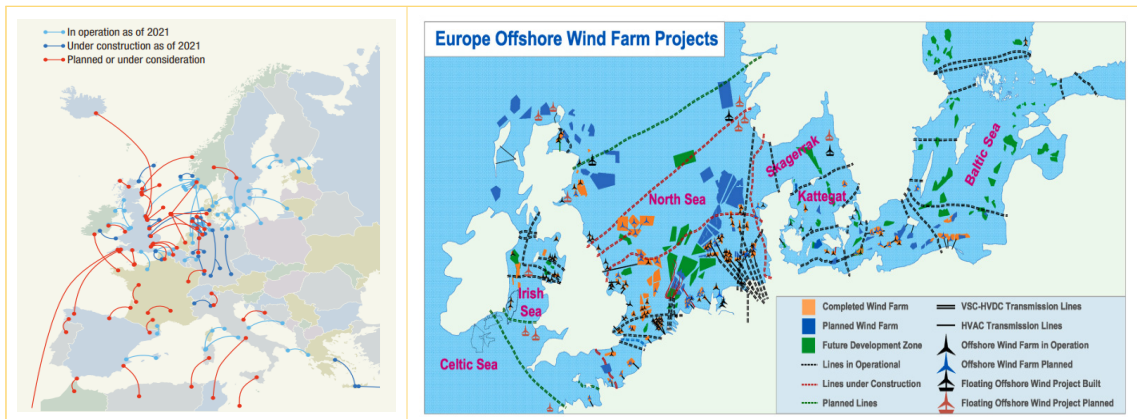 In operation as of 2021
Under construction as of 2021
Planned or under consideration
Europe Offshore Wind Farm Projects
Skagerrak
Baltic Sea
North Sea
Kattegat
Irish
Sea
Celtic Sea
Completed Wind Farm
Planned Wind Farm
Future Development Zone
Lines in Operational
Lines under Construction
Planned Lines
VSC-HVDC Transmission Lines
HVAC Transmission Lines
Offshore Wind Farm in Operation
Offshore Wind Farm Planned
Floating Offshore Wind Project Built
Floating Offshore Wind Project Planned